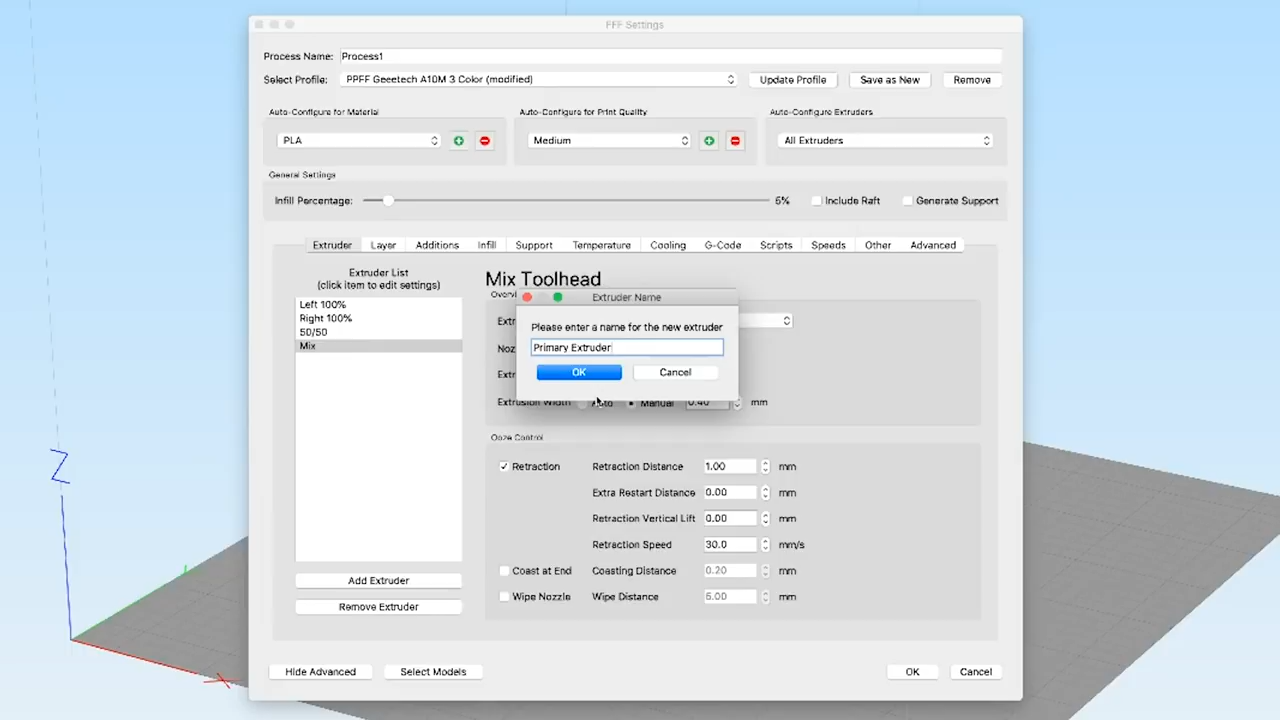 FFF Settings
Process Name: Process1
Select Profile: PPFF Geeetech A10M 3 Color (modified) Update Profile Save as New Remove
Auto-Configure for Material Auto-Configure for Print Quality Auto-Configure Extruders
PLA Medium All Extruders
General Settings
Infill Percentage: 6% Include Raft Generate Support
Extruder Layer Additions Infill Support Temperature Cooling G-Code Scripts Speeds Other Advanced
Extruder List
(click item to edit settings)
Left 100%
Right 100%
50/50
Mix
Add Extruder
Remove Extruder
Mix Toolhead
Overvi
Extr
Noz
Extr
Extrusion Width Auto Manual 0.40 mm
Extruder Name
Please enter a name for the new extruder
Primary Extruder
OK Cancel
Ooze Control
Retraction Retraction Distance 1.00 mm
Extra Restart Distance 0.00 mm
Retraction Vertical Lift 0.00 mm
Retraction Speed 30.0 mm/s
Coast at End Coasting Distance 0.20 mm
Wipe Nozzle Wipe Distance 5.00 mm
Hide Advanced Select Models OK Cancel
Z
X